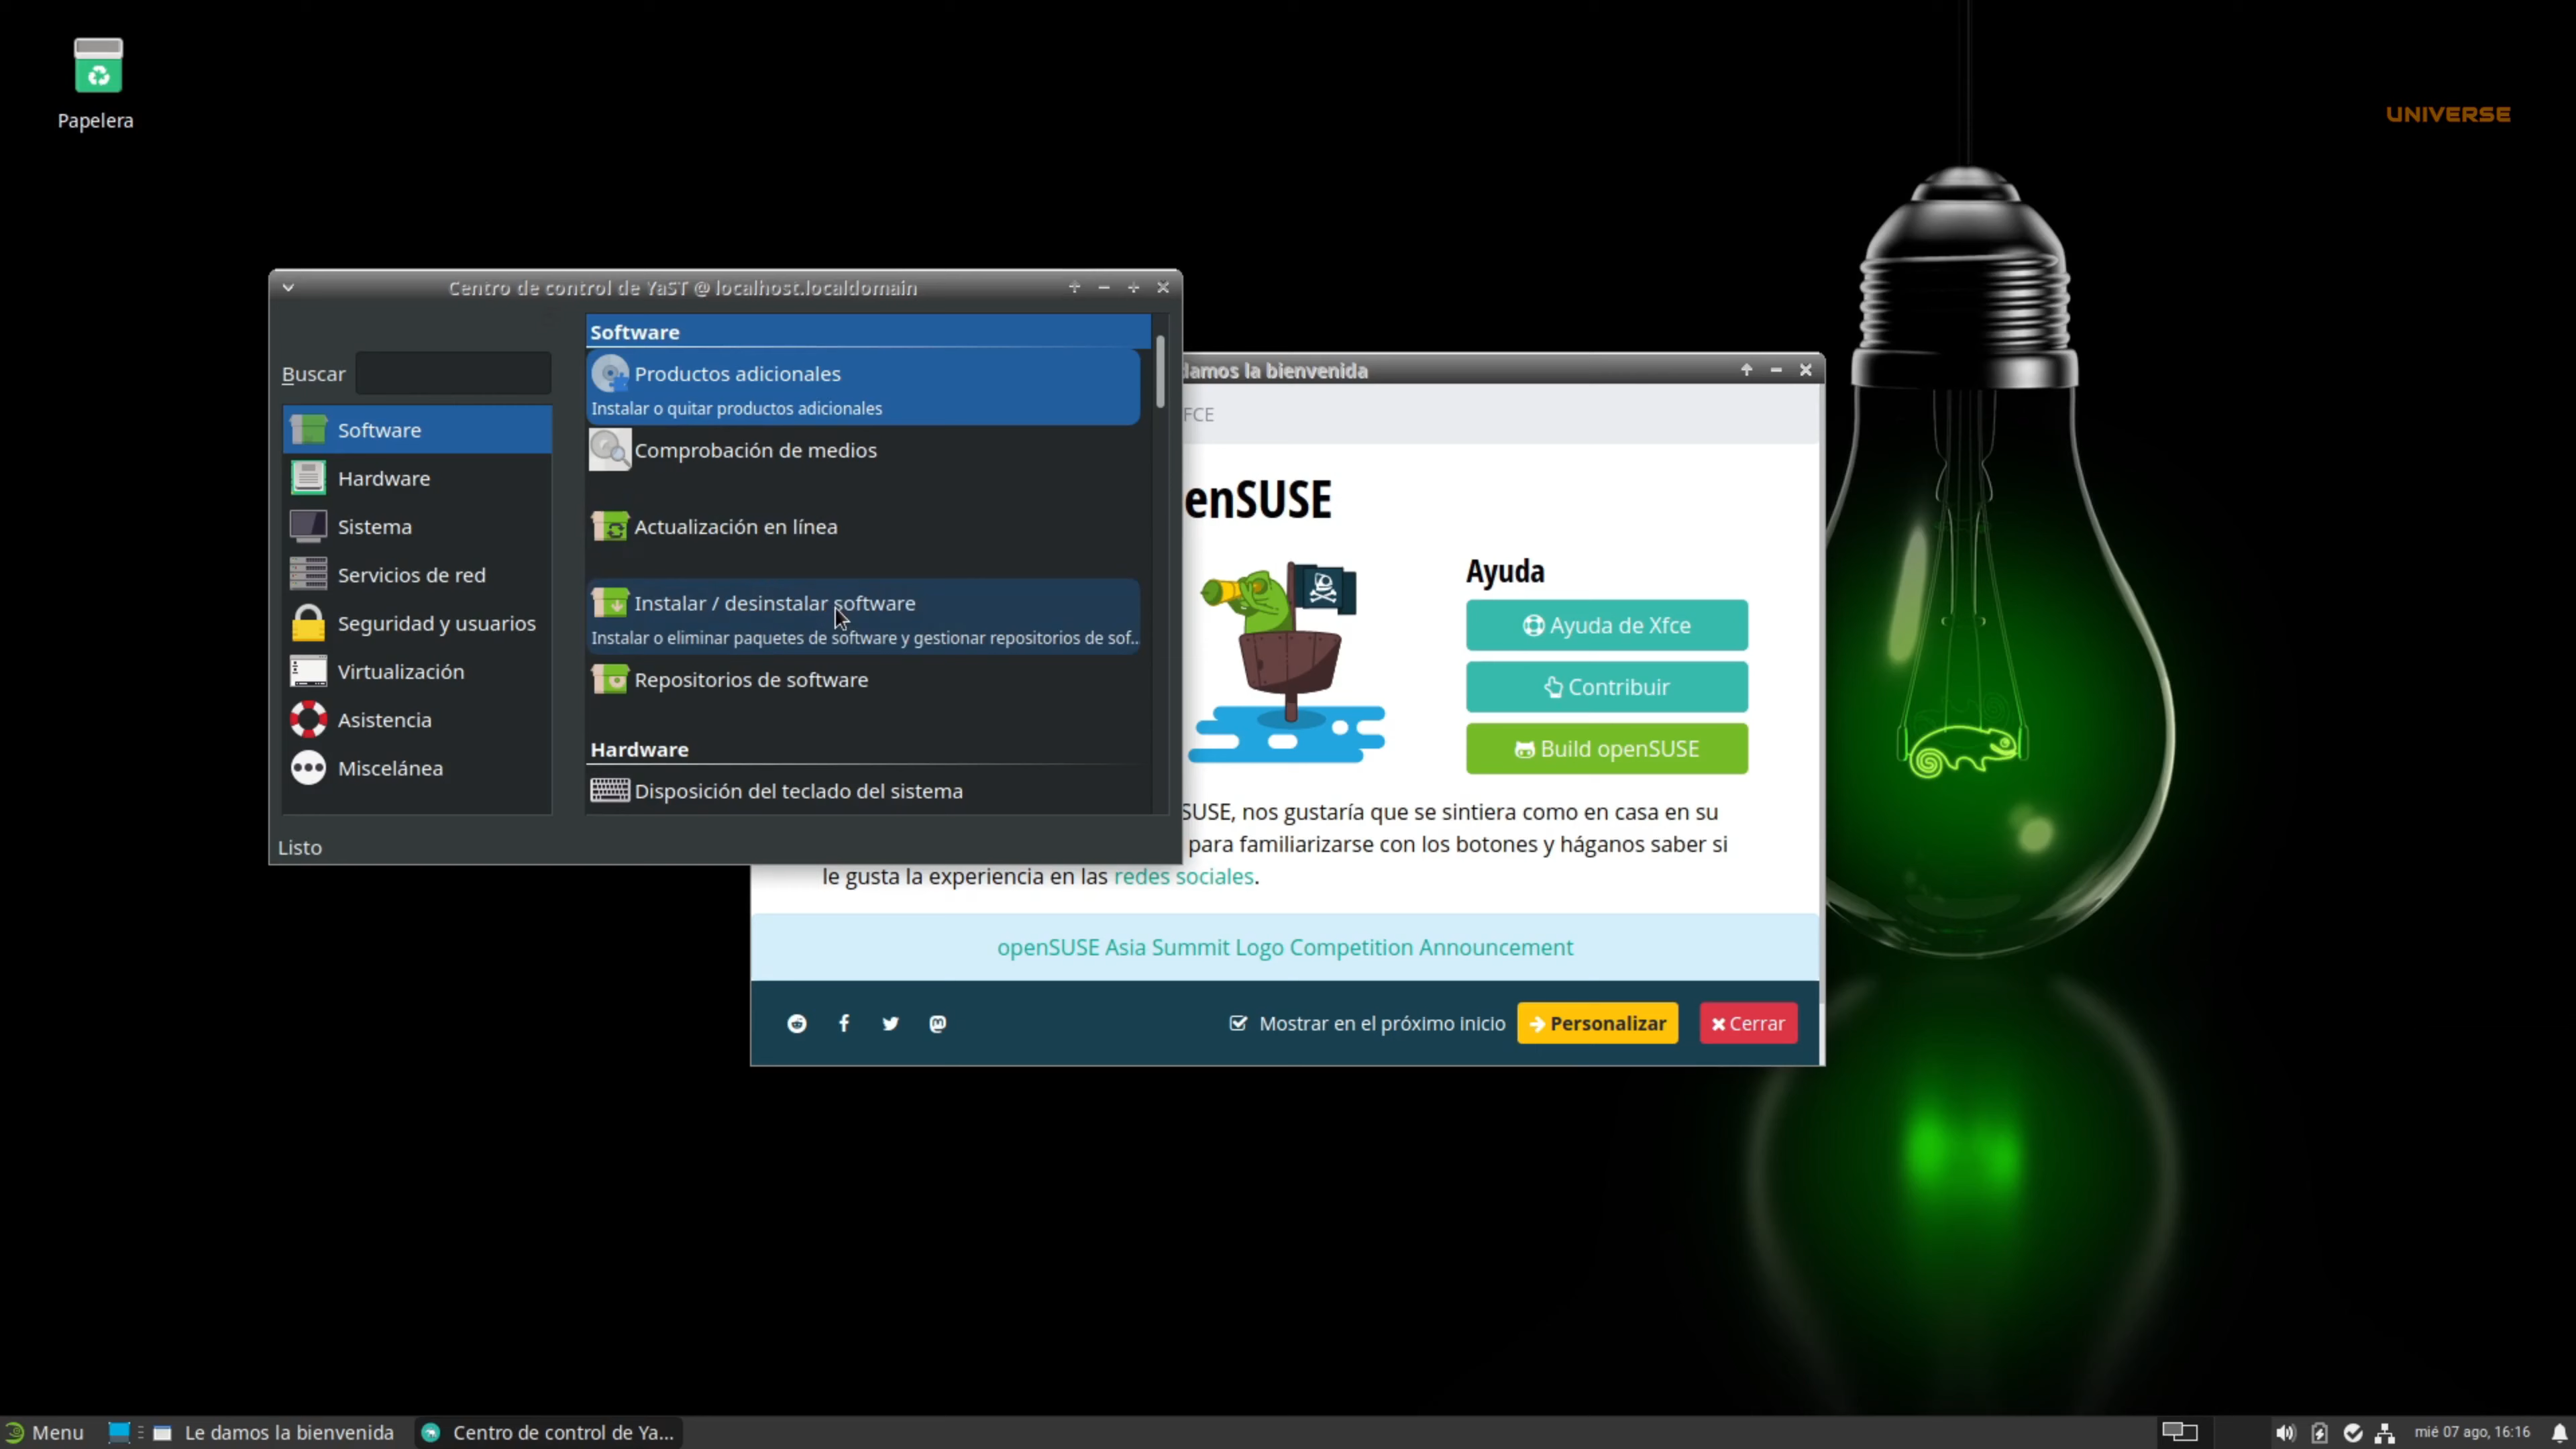 Papelera
UNIVERSE
Centro de control de YaST @ localhost.localdomain
Buscar
Software
Hardware
Sistema
Servicios de red
Seguridad y usuarios
Virtualización
Asistencia
Miscelánea
Listo
Software
Productos adicionales
Instalar o quitar productos adicionales
Comprobación de medios
Actualización en línea
Instalar / desinstalar software
Instalar o eliminar paquetes de software y gestionar repositorios de sof..
Repositorios de software
Hardware
Disposición del teclado del sistema
damos la bienvenida
FCE
enSUSE
Ayuda
Ayuda de Xfce
Contribuir
Build openSUSE
SUSE, nos gustaría que se sintiera como en casa en su
para familiarizarse con los botones y háganos saber si
le gusta la experiencia en las redes sociales.
openSUSE Asia Summit Logo Competition Announcement
Mostrar en el próximo inicio
Personalizar
Cerrar
Menu
Le damos la bienvenida
Centro de control de Ya...
mié 07 ago, 16:16